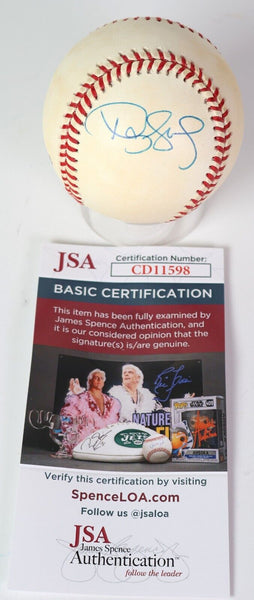 JSA
Certification Number:
CD11598
BASIC CERTIFICATION
This item has been fully examined by
James Spence Authentication, and
it is our considered opinion that the
signature(s) is/are genuine.
NATURE
JETS
Verify this certification by visiting
SpenceLOA.com
Follow us @jsaloa
JSA
James Spence
Authentication
follow the leader